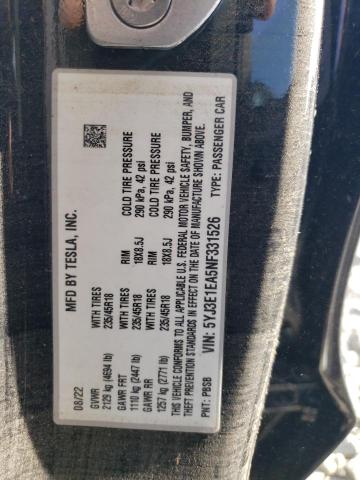 MFD BY TESLA, INC.
08/22
GVWR
2129 kg (4694 lb)
GAWR FRT WITH TIRES RIM COLD TIRE PRESSURE
1110 kg (2447 lb) 235/45R18 18X8.5J 290 kPa, 42 psi
GAWR RR WITH TIRES RIM COLD TIRE PRESSURE
1257 kg (2771 lb) 235/45R18 18X8.5J 290 kPa, 42 psi
THIS VEHICLE CONFORMS TO ALL APPLICABLE U.S. FEDERAL MOTOR VEHICLE SAFETY, BUMPER, AND
THEFT PREVENTION STANDARDS IN EFFECT ON THE DATE OF MANUFACTURE SHOWN ABOVE.
VIN: 5YJ3E1EA5NF331526 TYPE: PASSENGER CAR
PNT: PBSB